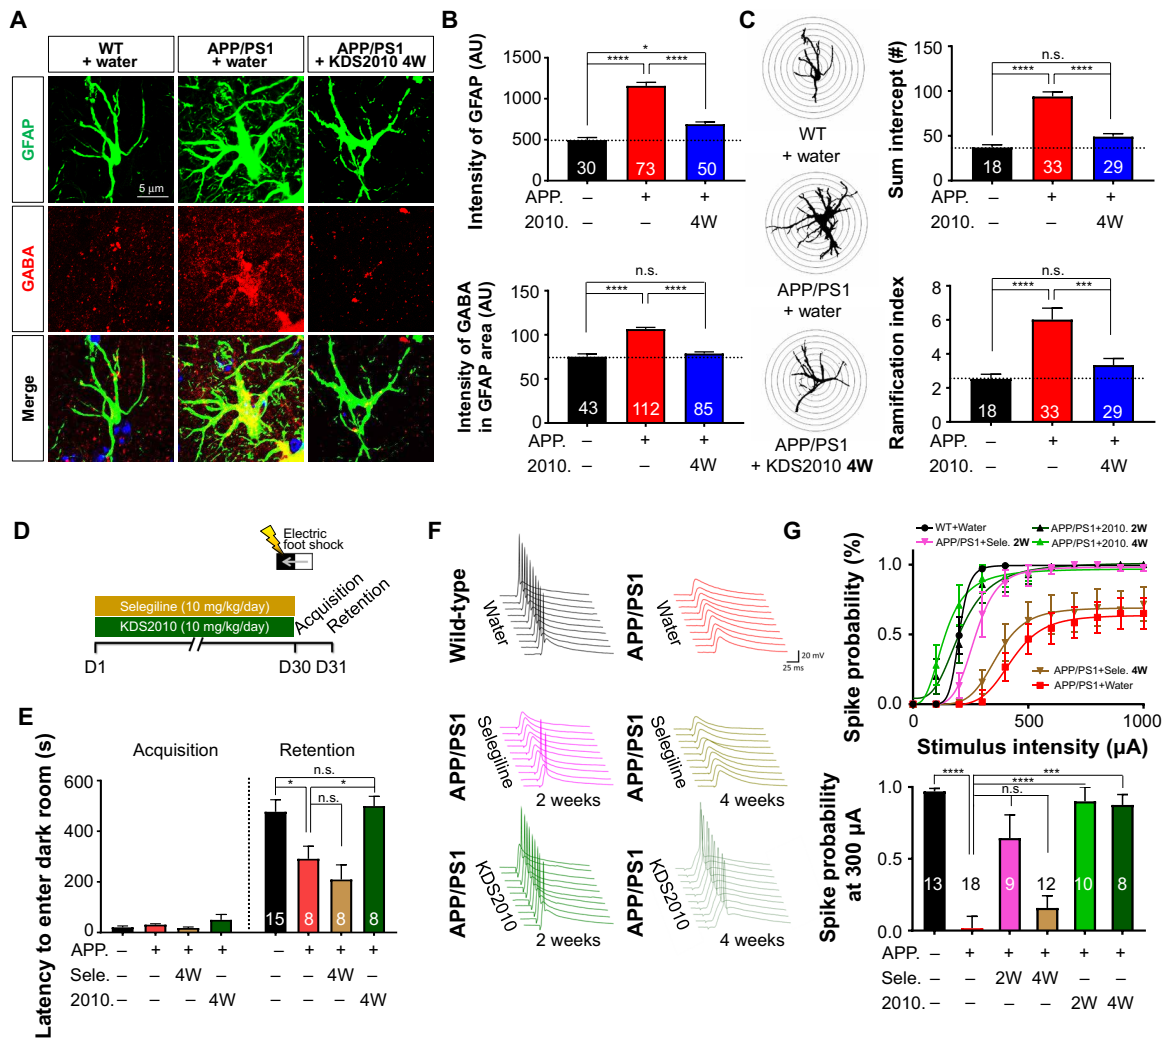 A
WT
+ water
APP/PS1
+ water
APP/PS1
+ KDS2010 4W
GFAP
5 µm
GABA
Merge
B
Intensity of GFAP (AU)
1500
1000
500
0
*
**** ****
30 73 50
APP. – + +
2010. – – 4W
Intensity of GABA
in GFAP area (AU)
150
100
50
0
n.s.
**** ****
43 112 85
APP. – + +
2010. – – 4W
C
WT
+ water
APP/PS1
+ water
APP/PS1
+ KDS2010 4W
Sum intercept (#)
150
100
50
0
n.s.
**** ****
18 33 29
APP. – + +
2010. – – 4W
Ramification index
8
6
4
2
0
n.s.
**** ***
18 33 29
APP. – + +
2010. – – 4W
D
Electric
foot shock
Acquisition
Retention
Selegiline (10 mg/kg/day)
KDS2010 (10 mg/kg/day)
D1 D30 D31
E
Latency to enter dark room (s)
Acquisition Retention
600
400
200
0
n.s.
* *
n.s.
15 8 8 8
APP. – + + + – + + +
Sele. – – 4W – – – 4W –
2010. – – – 4W – – – 4W
F
Wild-type
Water
APP/PS1
Water
20 mV
25 ms
APP/PS1
Selegiline
2 weeks
APP/PS1
Selegiline
4 weeks
APP/PS1
KDS2010
2 weeks
APP/PS1
KDS2010
4 weeks
G
WT+Water
APP/PS1+Sele. 2W
APP/PS1+2010. 2W
APP/PS1+2010. 4W
Spike probability (%)
1.0
0.5
0.0
APP/PS1+Sele. 4W
APP/PS1+Water
0 500 1000
Stimulus intensity (µA)
Spike probability
at 300 µA
1.0
0.5
0.0
**** ***
****
n.s.
13 18 9 12 10 8
APP. – + + + + +
Sele. – – 2W 4W – –
2010. – – – – 2W 4W